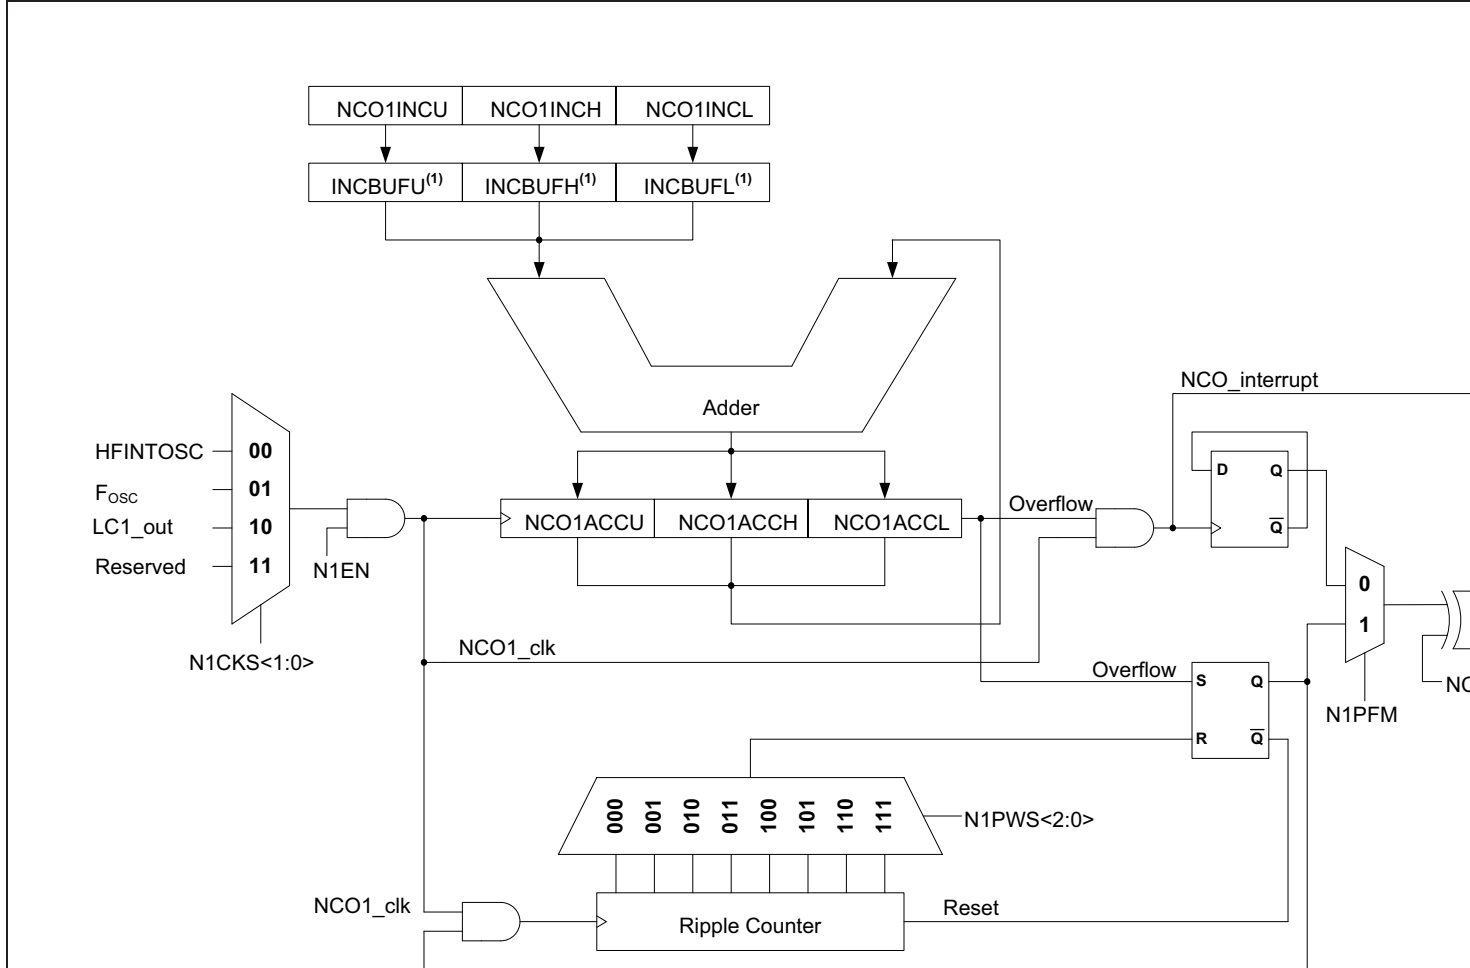 NCO1INCU NCO1INCH NCO1INCL
INCBUFU(1) INCBUFH(1) INCBUFL(1)
Adder
NCO_interrupt
HFINTOSC 00
FOSC 01
LC1_out 10
Reserved 11
N1EN
N1CKS<1:0>
NCO1ACCU NCO1ACCH NCO1ACCL
Overflow
D Q
Q
0
1
N1PFM
NCO1_clk
Overflow
S Q
R Q
NC
000 001 010 011 100 101 110 111
N1PWS<2:0>
NCO1_clk
Ripple Counter
Reset